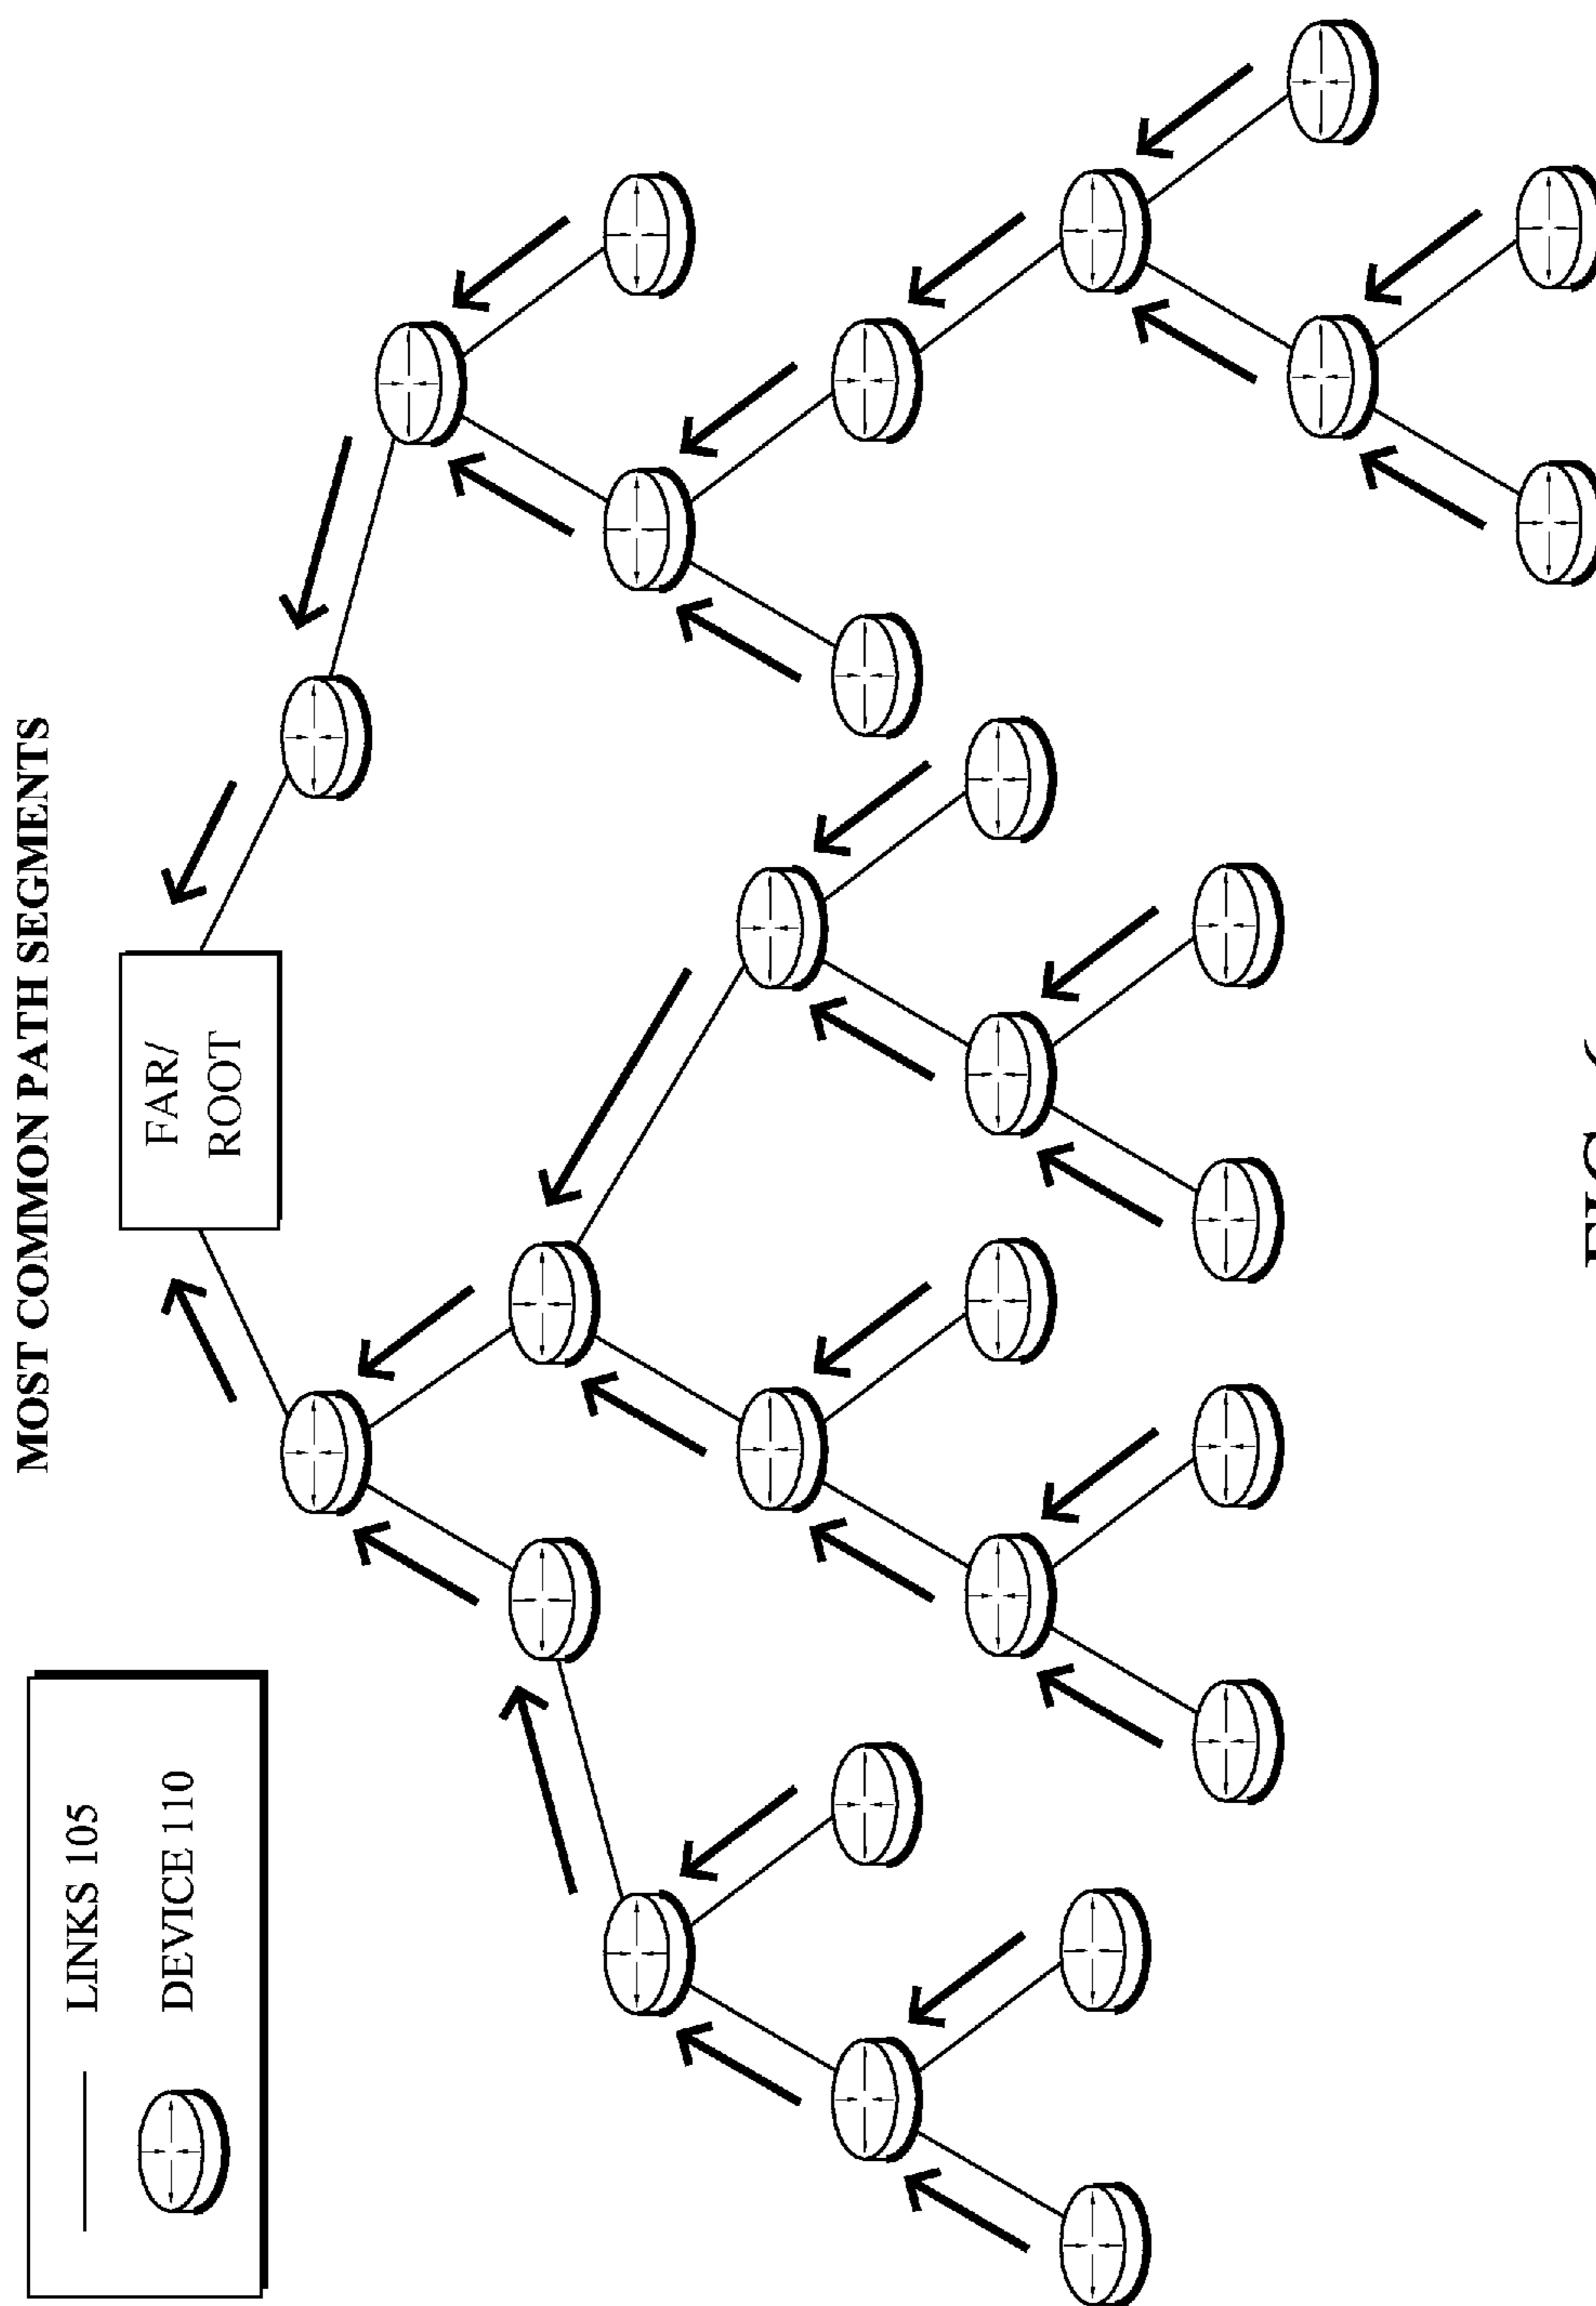 MOST COMMON PATH SEGMENTS
FAR/
ROOT
LINKS 105
DEVICE 110